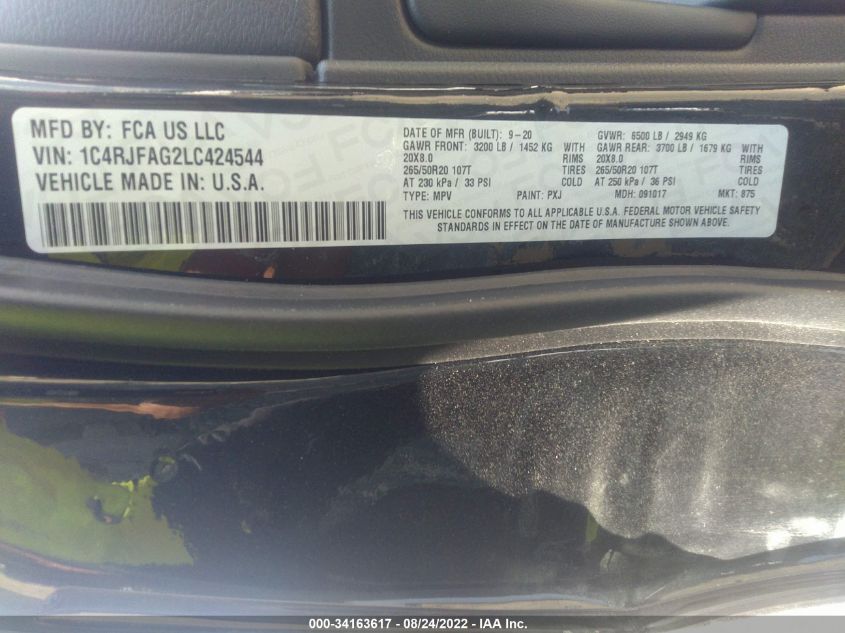 MFD BY: FCA US LLC
VIN: 1C4RJFAG2LC424544
VEHICLE MADE IN: U.S.A.
DATE OF MFR (BUILT): 9-20 GVWR: 6500 LB / 2949 KG
GAWR FRONT: 3200 LB / 1452 KG WITH GAWR REAR: 3700 LB / 1679 KG WITH
20X8.0 RIMS 20X8.0 RIMS
265/50R20 107T TIRES 265/50R20 107T TIRES
AT 230 kPa / 33 PSI COLD AT 250 kPa / 36 PSI COLD
TYPE: MPV PAINT: PXJ MDH: 091017 MKT: 875
THIS VEHICLE CONFORMS TO ALL APPLICABLE U.S.A. FEDERAL MOTOR VEHICLE SAFETY
STANDARDS IN EFFECT ON THE DATE OF MANUFACTURE SHOWN ABOVE.
000-34163617 - 08/24/2022 - IAA Inc.